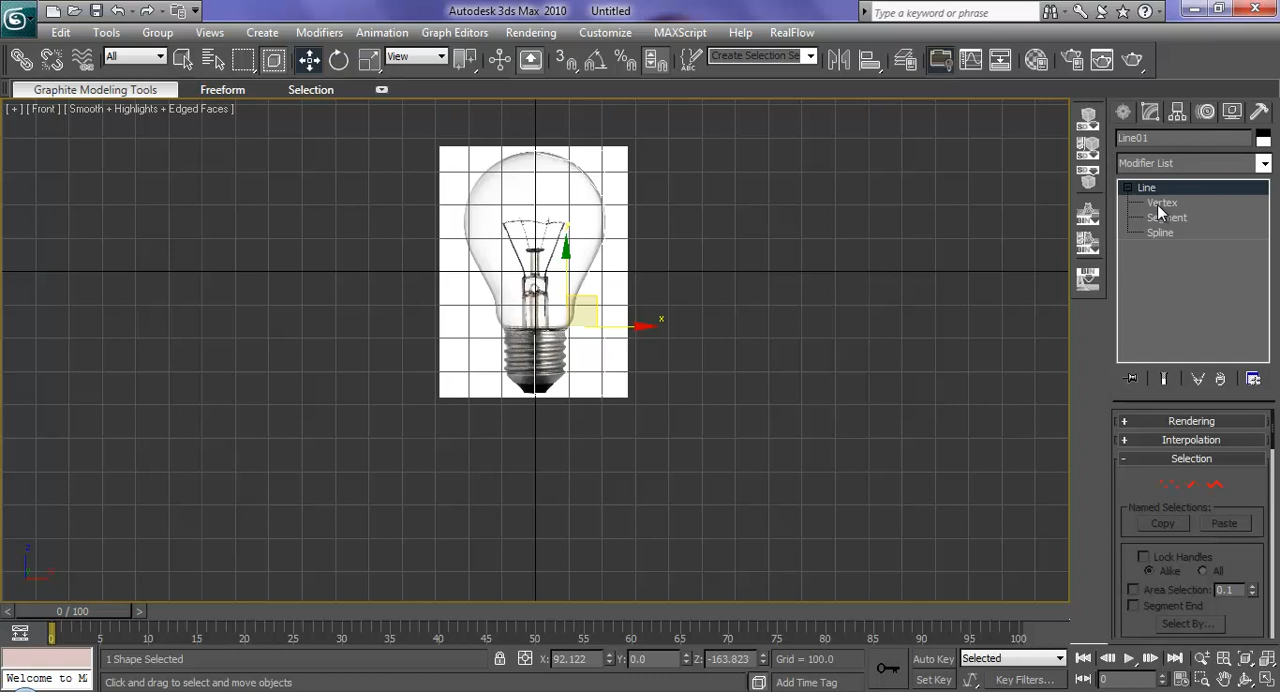 Autodesk 3ds Max 2010 Untitled
Type a keyword or phrase
Edit Tools Group Views Create Modifiers Animation Graph Editors Rendering Customize MAXScript Help RealFlow
All
View
3
Create Selection Se
Graphite Modeling Tools Freeform Selection
[ + ] [ Front ] [ Smooth + Highlights + Edged Faces ]
Line01
Modifier List
Line
Vertex
Segment
Spline
x
z
+ Rendering
+ Interpolation
- Selection
Named Selections:
Copy Paste
Lock Handles
Alike All
Area Selection: 0.1
Segment End
Select By...
< 0 / 100 >
0 5 10 15 20 25 30 35 40 45 50 55 60 65 70 75 80 85 90 95 100
1 Shape Selected X: 92.122 Y: 0.0 Z: -163.823 Grid = 100.0 Auto Key Selected
Welcome to M Click and drag to select and move objects Add Time Tag Set Key Key Filters... 0